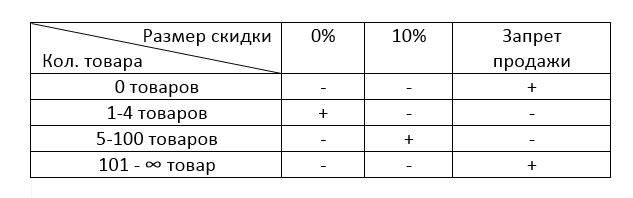 Размер скидки 0% 10% Запрет
Кол. товара продажи
0 товаров - - +
1-4 товаров + - -
5-100 товаров - + -
101 - ∞ товар - - +